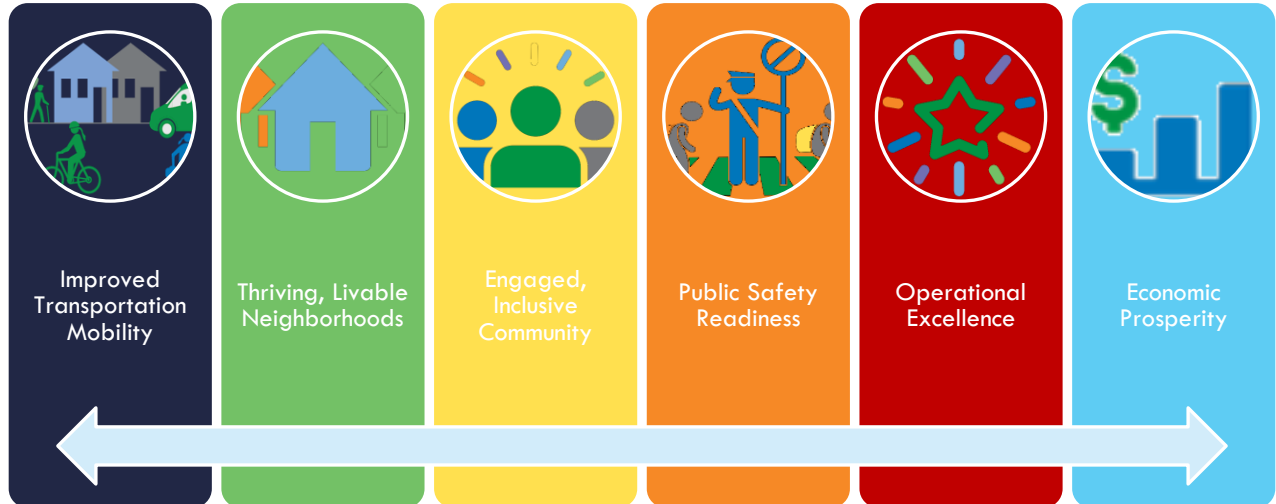 Improved
Transportation
Mobility
Thriving, Livable
Neighborhoods
Engaged,
Inclusive
Community
Public Safety
Readiness
Operational
Excellence
Economic
Prosperity
$